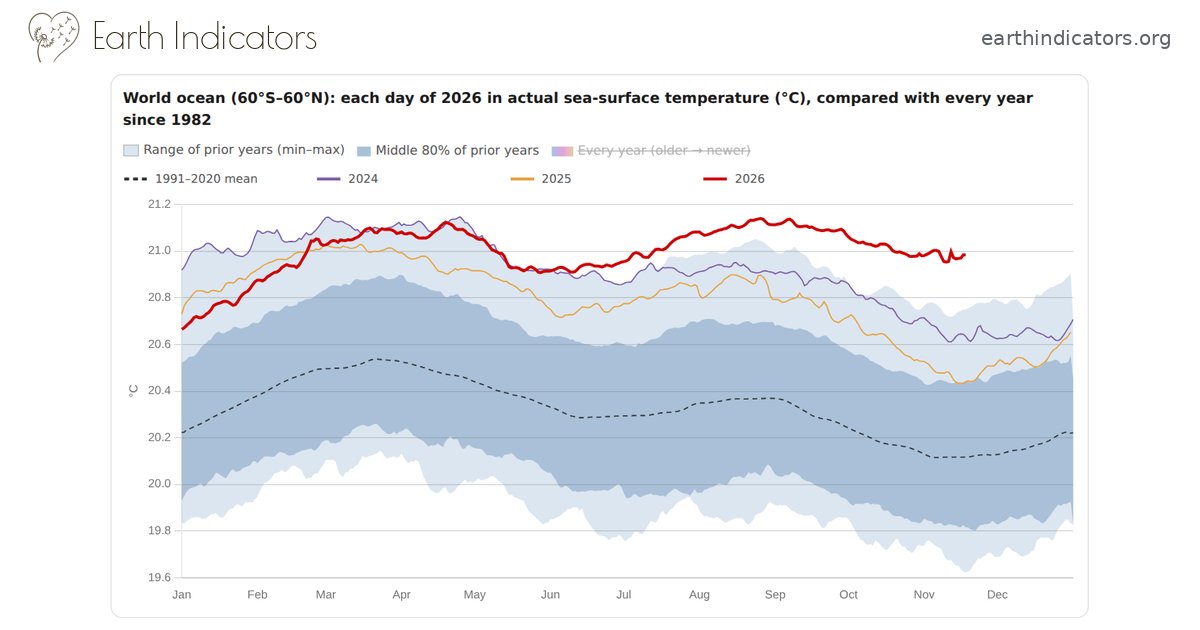 Earth Indicators
earthindicators.org
World ocean (60°S–60°N): each day of 2026 in actual sea-surface temperature (°C), compared with every year
since 1982
Range of prior years (min–max) Middle 80% of prior years Every year (older → newer)
1991–2020 mean 2024 2025 2026
21.2
21.0
20.8
20.6
°C
20.4
20.2
20.0
19.8
19.6
Jan Feb Mar Apr May Jun Jul Aug Sep Oct Nov Dec